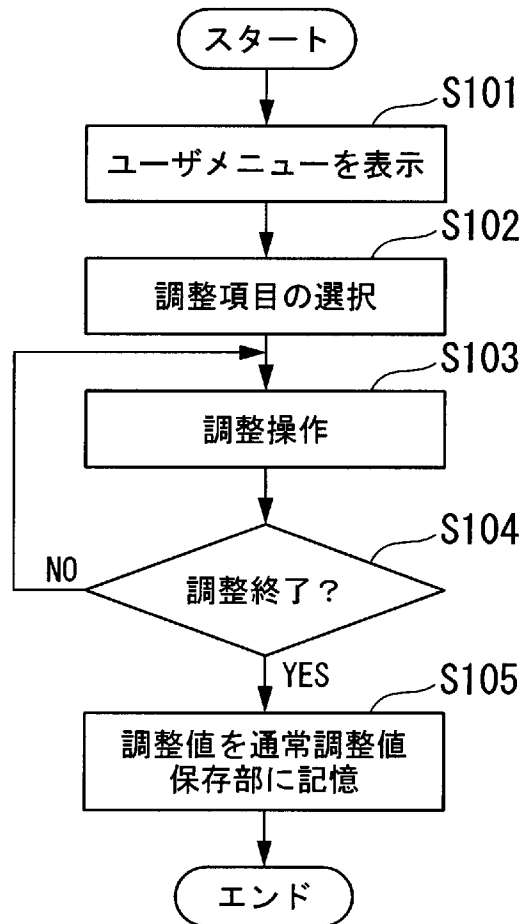 スタート
S101
ユーザメニューを表示
S102
調整項目の選択
S103
調整操作
S104
調整終了?
NO
YES
S105
調整値を通常調整値
保存部に記憶
エンド